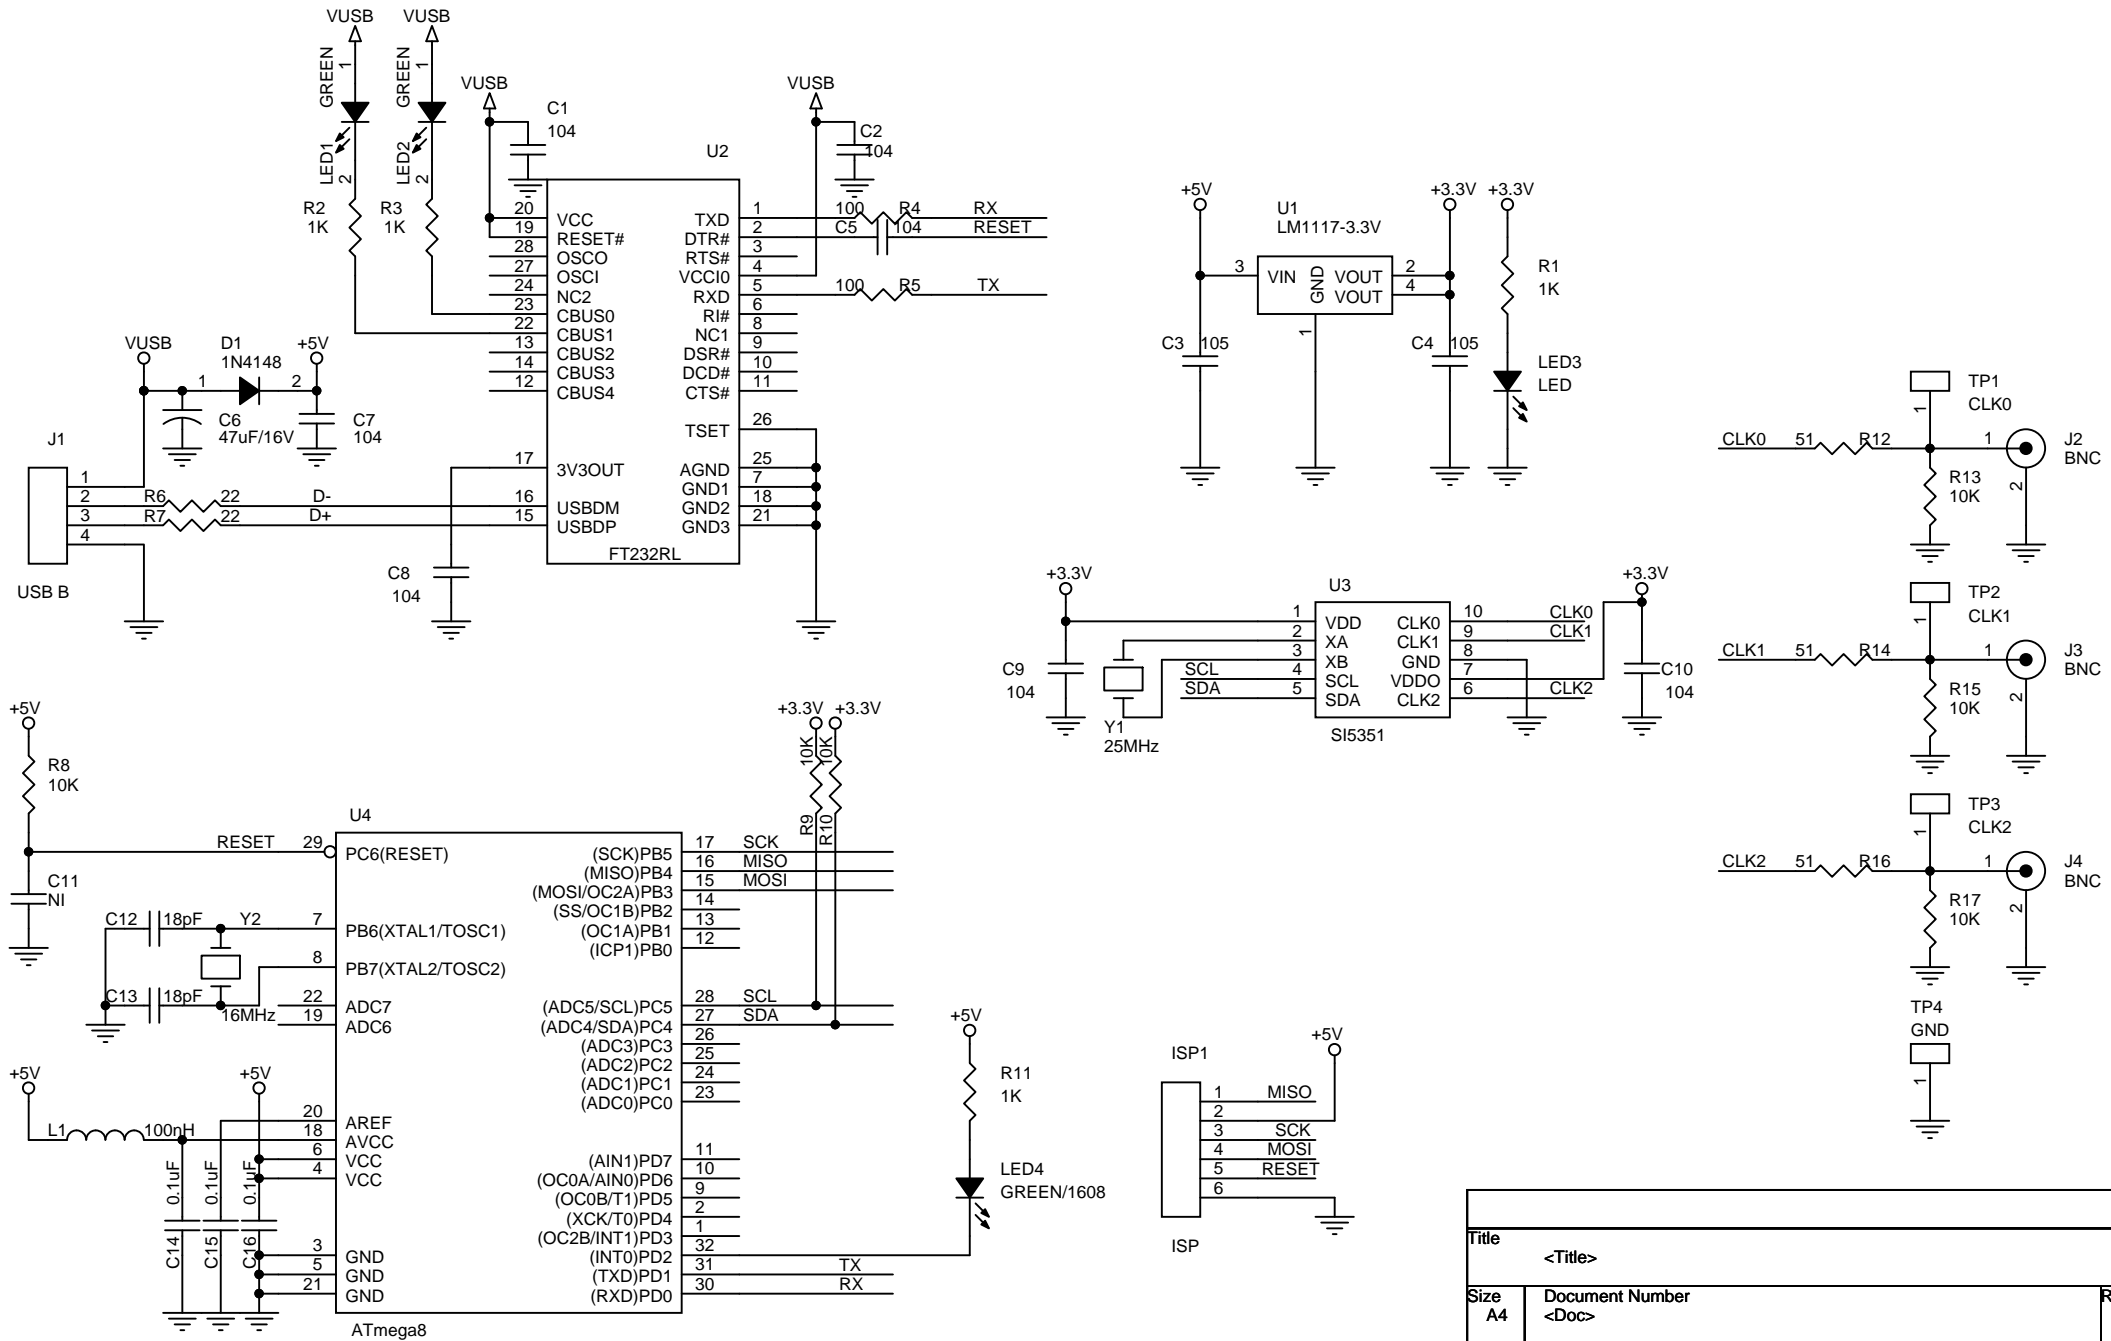 VUSB
VUSB
GREEN
1
LED1
2
GREEN
1
LED2
2
R2
1K
R3
1K
VUSB
C1
104
VUSB
C2
104
U2
20 VCC
19 RESET#
28 OSCO
27 OSCI
24 NC2
23 CBUS0
22 CBUS1
13 CBUS2
14 CBUS3
12 CBUS4
17 3V3OUT
16 USBDM
15 USBDP
TXD 1 100 R4 RX
DTR# 2 C5 104 RESET
RTS# 3
VCCI0 4
RXD 5 100 R5 TX
RI# 6
NC1 8
DSR# 9
DCD# 10
CTS# 11
TSET 26
AGND 25
GND1 7
GND2 18
GND3 21
FT232RL
VUSB
D1
1N4148
+5V
1 2
C6
47uF/16V
C7
104
J1
1
2 R6 22 D-
3 R7 22 D+
4
USB B
C8
104
+5V
U1
LM1117-3.3V
+3.3V +3.3V
3 VIN GND VOUT 2
VOUT 4
1
C3 105
C4 105
R1
1K
LED3
LED
TP1
CLK0
1
CLK0 51 R12 1
J2
BNC
R13
10K
2
TP2
CLK1
1
CLK1 51 R14 1
J3
BNC
R15
10K
2
TP3
CLK2
1
CLK2 51 R16 1
J4
BNC
R17
10K
2
TP4
GND
1
+3.3V
U3
+3.3V
1 VDD CLK0 10 CLK0
2 XA CLK1 9 CLK1
3 XB GND 8
SCL 4 SCL VDDO 7
SDA 5 SDA CLK2 6 CLK2
SI5351
C9
104
Y1
25MHz
C10
104
+5V
R8
10K
RESET 29 PC6(RESET)
C11
NI
C12 18pF Y2 7 PB6(XTAL1/TOSC1)
8 PB7(XTAL2/TOSC2)
C13 18pF
16MHz
22 ADC7
19 ADC6
+5V
+5V
L1 100nH
20 AREF
18 AVCC
6 VCC
4 VCC
0.1uF
C14
0.1uF
C15
0.1uF
C16
3 GND
5 GND
21 GND
U4
(SCK)PB5 17 SCK
(MISO)PB4 16 MISO
(MOSI/OC2A)PB3 15 MOSI
(SS/OC1B)PB2 14
(OC1A)PB1 13
(ICP1)PB0 12
(ADC5/SCL)PC5 28 SCL
(ADC4/SDA)PC4 27 SDA
(ADC3)PC3 26
(ADC2)PC2 25
(ADC1)PC1 24
(ADC0)PC0 23
(AIN1)PD7 11
(OC0A/AIN0)PD6 10
(OC0B/T1)PD5 9
(XCK/T0)PD4 2
(OC2B/INT1)PD3 1
(INT0)PD2 32
(TXD)PD1 31 TX
(RXD)PD0 30 RX
ATmega8
+3.3V +3.3V
10K
R9
10K
R10
+5V
R11
1K
LED4
GREEN/1608
ISP1
+5V
1 MISO
2
3 SCK
4 MOSI
5 RESET
6
ISP
Title
<Title>
Size
A4
Document Number
<Doc>
R